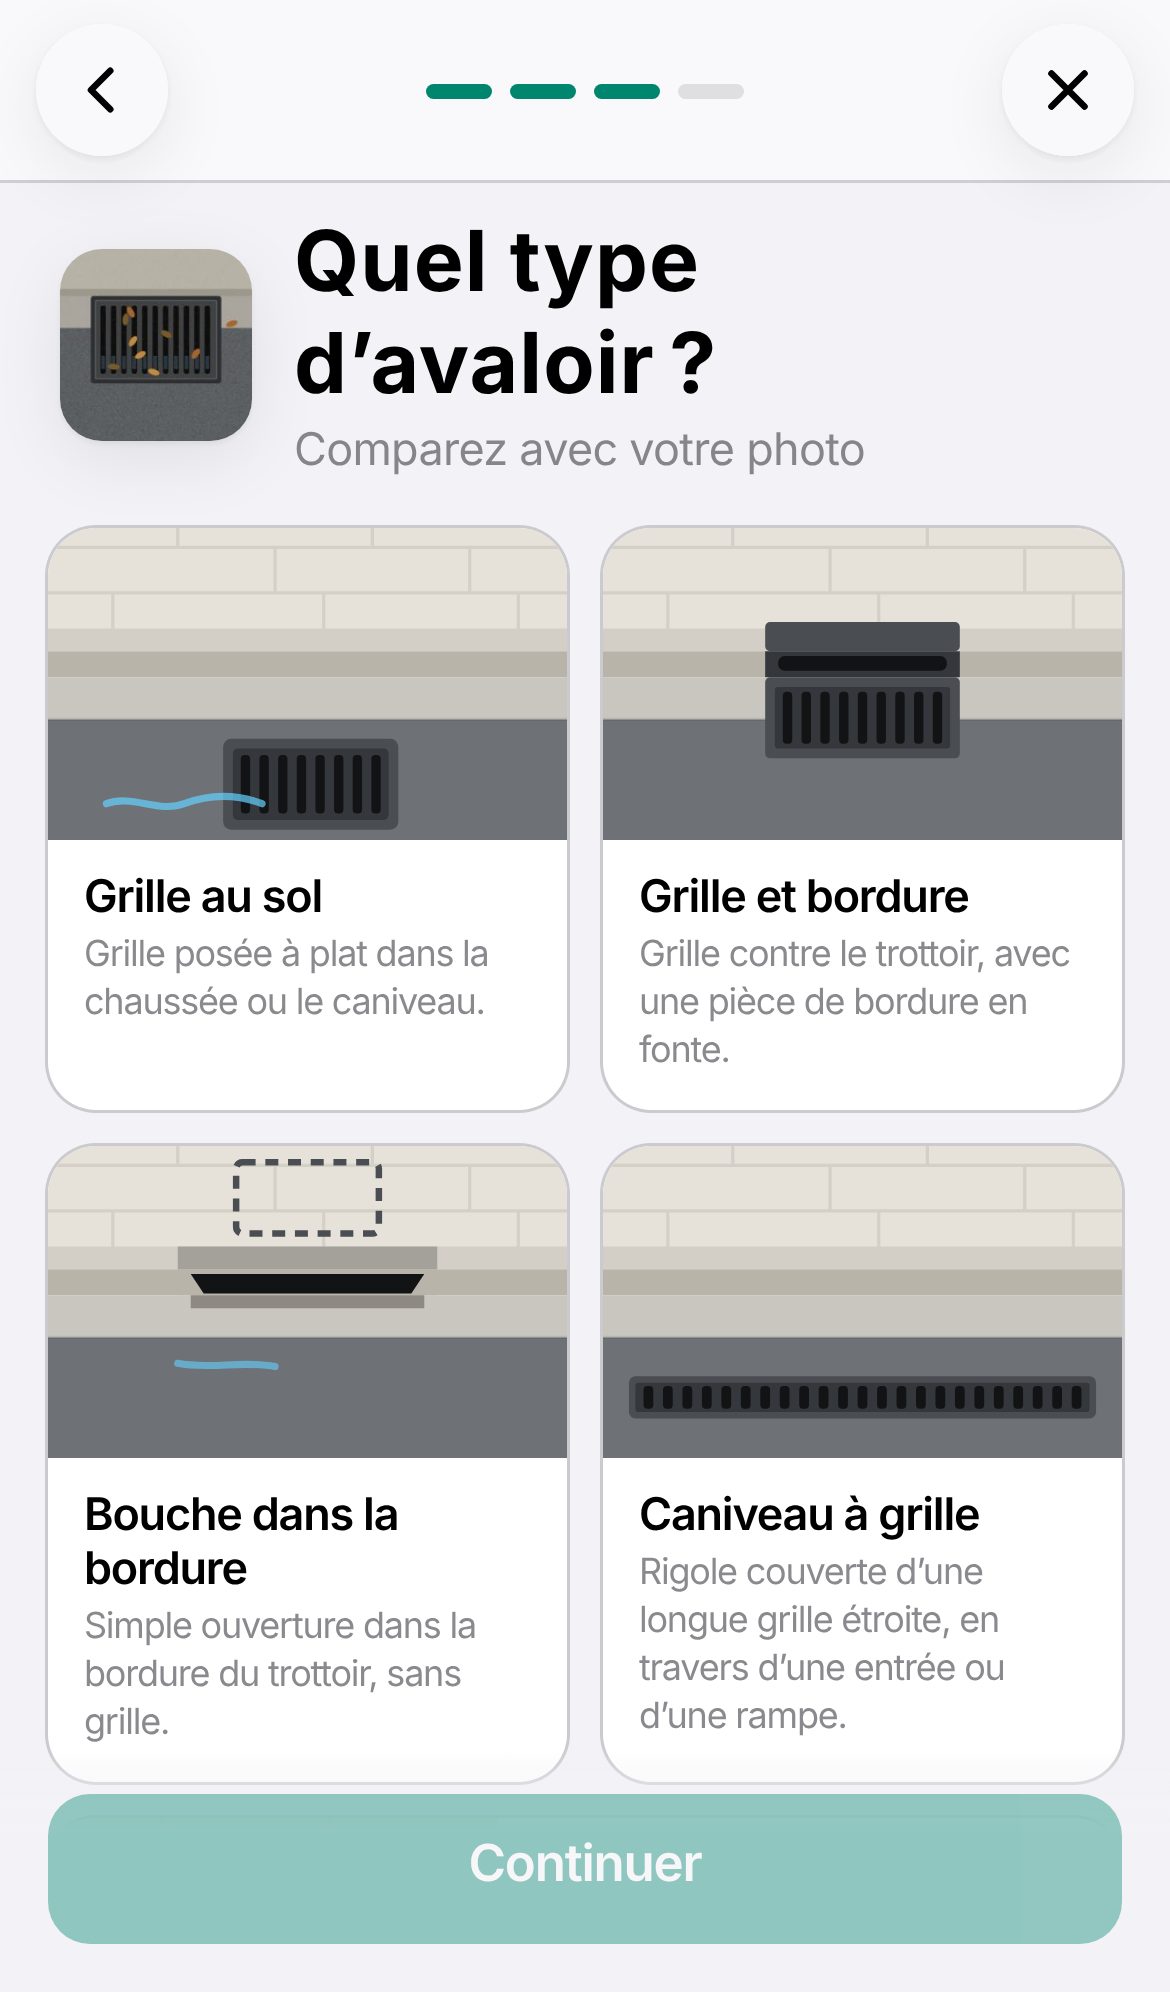 Quel type
d’avaloir ?
Comparez avec votre photo
Grille au sol
Grille posée à plat dans la
chaussée ou le caniveau.
Grille et bordure
Grille contre le trottoir, avec
une pièce de bordure en
fonte.
Bouche dans la
bordure
Simple ouverture dans la
bordure du trottoir, sans
grille.
Caniveau à grille
Rigole couverte d’une
longue grille étroite, en
travers d’une entrée ou
d’une rampe.
Continuer